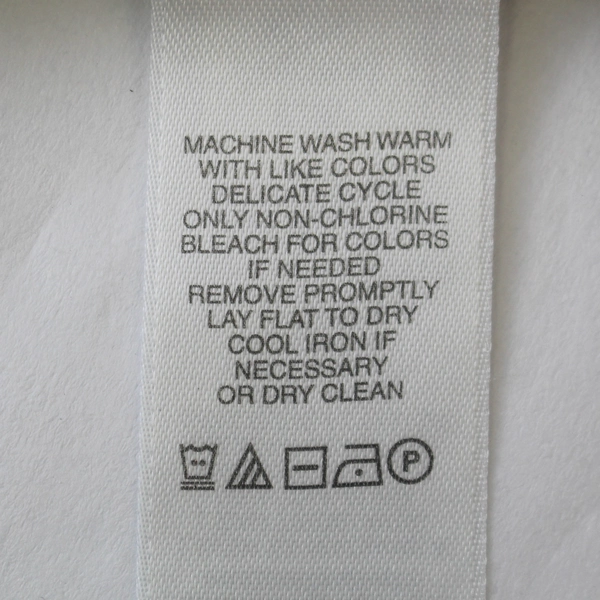 MACHINE WASH WARM
WITH LIKE COLORS
DELICATE CYCLE
ONLY NON-CHLORINE
BLEACH FOR COLORS
IF NEEDED
REMOVE PROMPTLY
LAY FLAT TO DRY
COOL IRON IF
NECESSARY
OR DRY CLEAN
P